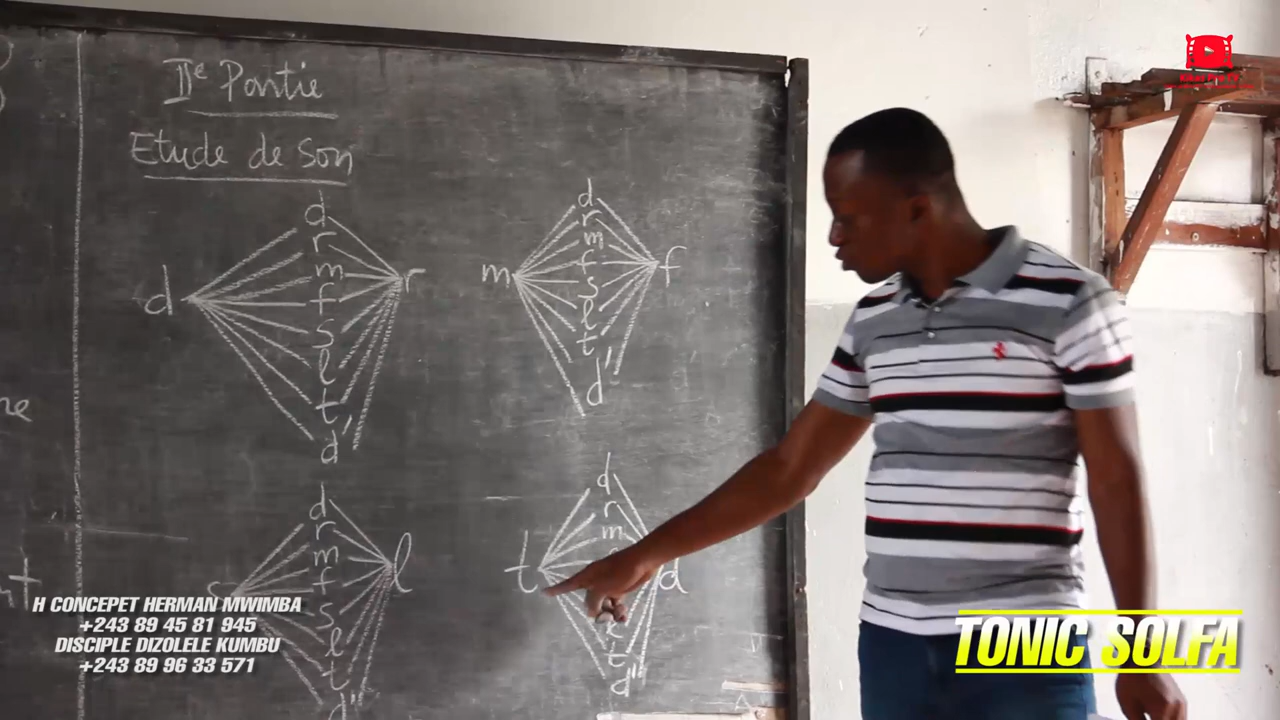 IIe Partie
Etude de Son
d
r
m
f
s
l
t
d'
d
r
d
r
m
f
s
l
t
d'
m
f
d
r
m
f
s
l
t
d"
l
d
r
m
t
d"
t
d
H CONCEPET HERMAN MWIMBA
+243 89 45 81 945
DISCIPLE DIZOLELE KUMBU
+243 89 96 33 571
TONIC SOLFA